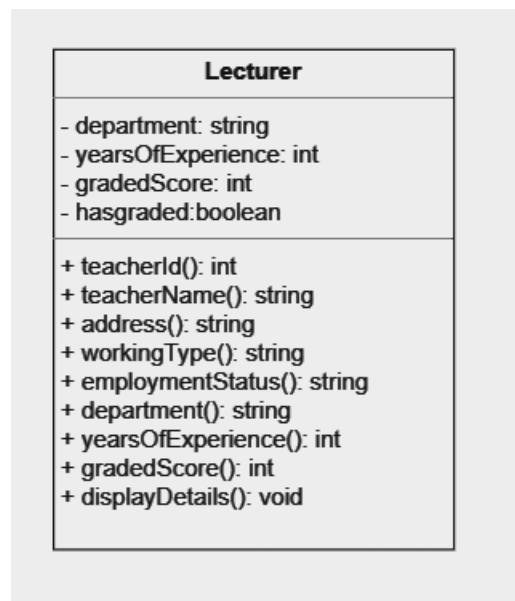 Lecturer
- department: string
- yearsOfExperience: int
- gradedScore: int
- hasgraded:boolean
+ teacherId(): int
+ teacherName(): string
+ address(): string
+ workingType(): string
+ employmentStatus(): string
+ department(): string
+ yearsOfExperience(): int
+ gradedScore(): int
+ displayDetails(): void